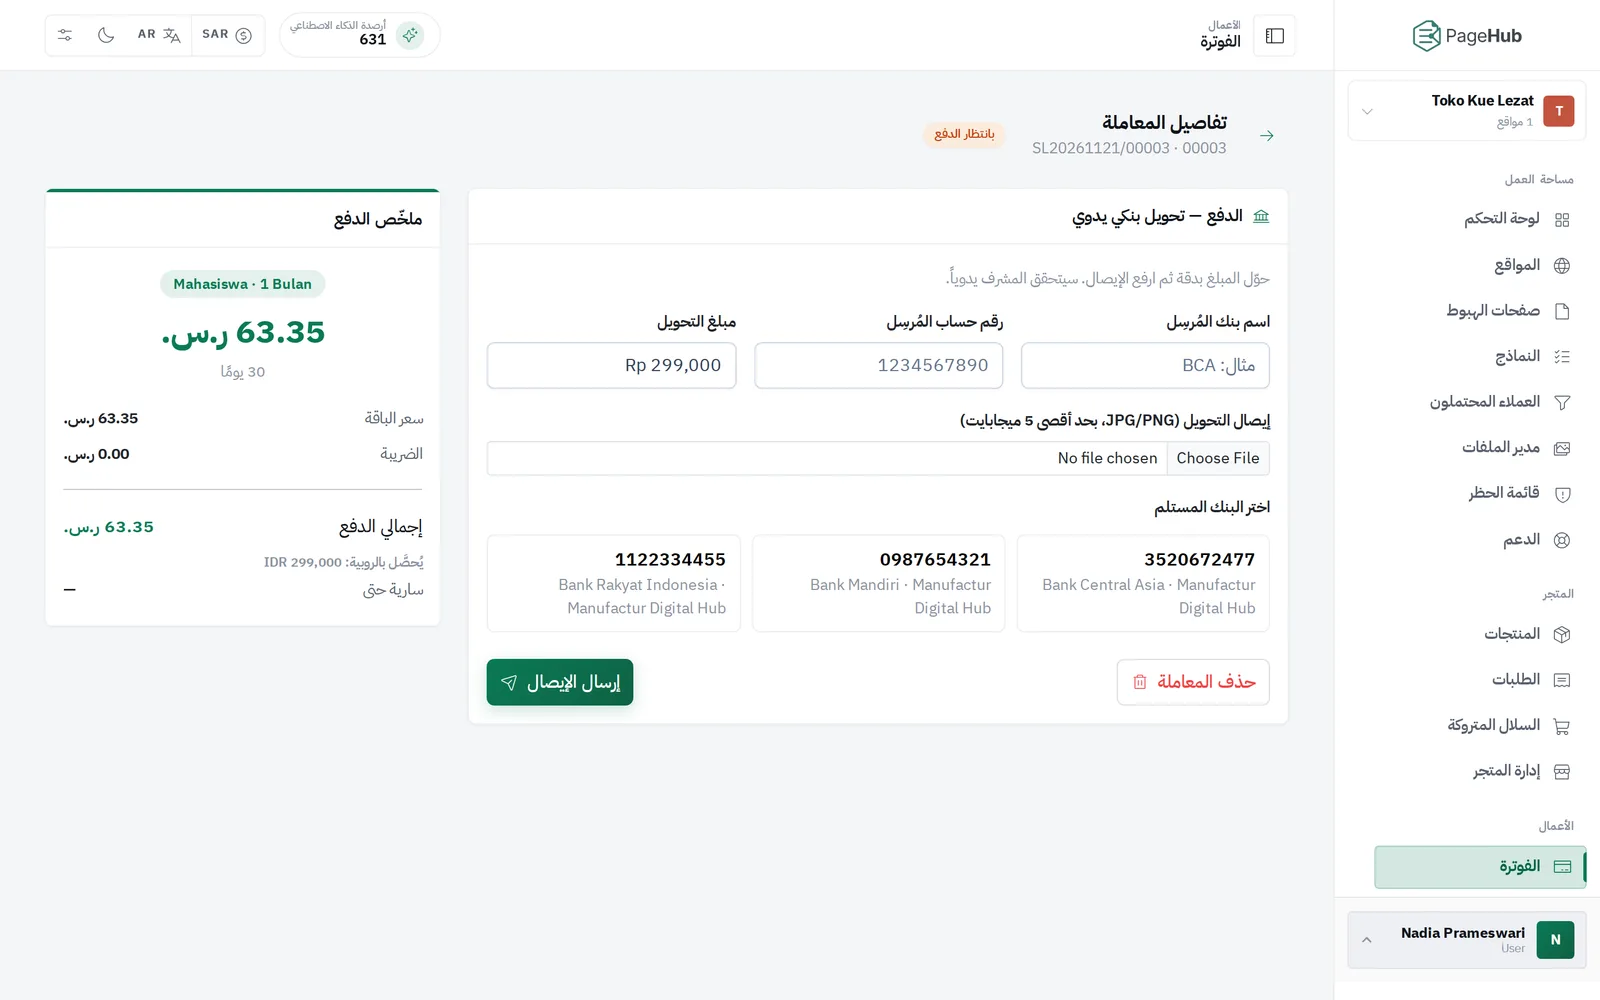 PageHub
Toko Kue Lezat
1 مواقع
T
مساحة العمل
لوحة التحكم
المواقع
صفحات الهبوط
النماذج
العملاء المحتملون
مدير الملفات
قائمة الحظر
الدعم
المتجر
المنتجات
الطلبات
السلال المتروكة
إدارة المتجر
الأعمال
الفوترة
Nadia Prameswari
User
N
الأعمال
الفوترة
أرصدة الذكاء الاصطناعي
631
SAR
AR
تفاصيل المعاملة
SL20261121/00003 · 00003
بانتظار الدفع
الدفع — تحويل بنكي يدوي
حوّل المبلغ بدقة ثم ارفع الإيصال. سيتحقق المشرف يدوياً.
اسم بنك المُرسِل
رقم حساب المُرسِل
مبلغ التحويل
مثال: BCA
1234567890
Rp 299,000
إيصال التحويل (JPG/PNG، بحد أقصى 5 ميجابايت)
Choose File
No file chosen
اختر البنك المستلم
3520672477
Bank Central Asia · Manufactur
Digital Hub
0987654321
Bank Mandiri · Manufactur
Digital Hub
1122334455
Bank Rakyat Indonesia ·
Manufactur Digital Hub
حذف المعاملة
إرسال الإيصال
ملخّص الدفع
Mahasiswa · 1 Bulan
63.35 ر.س.
30 يومًا
سعر الباقة
63.35 ر.س.
الضريبة
0.00 ر.س.
إجمالي الدفع
63.35 ر.س.
يُحصَّل بالروبية: IDR 299,000
سارية حتى
—